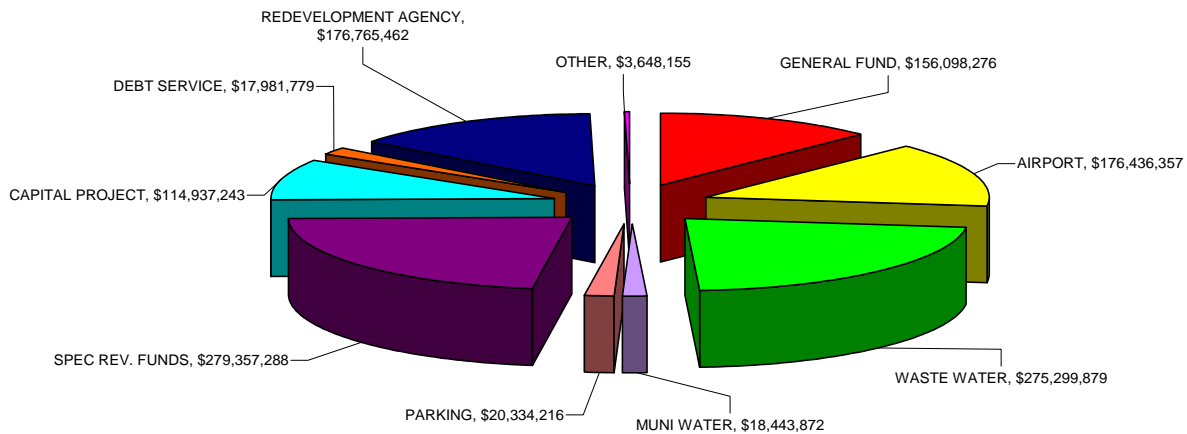 REDEVELOPMENT AGENCY,
$176,765,462
OTHER, $3,648,155
GENERAL FUND, $156,098,276
DEBT SERVICE, $17,981,779
AIRPORT, $176,436,357
CAPITAL PROJECT, $114,937,243
SPEC REV. FUNDS, $279,357,288
WASTE WATER, $275,299,879
PARKING, $20,334,216
MUNI WATER, $18,443,872